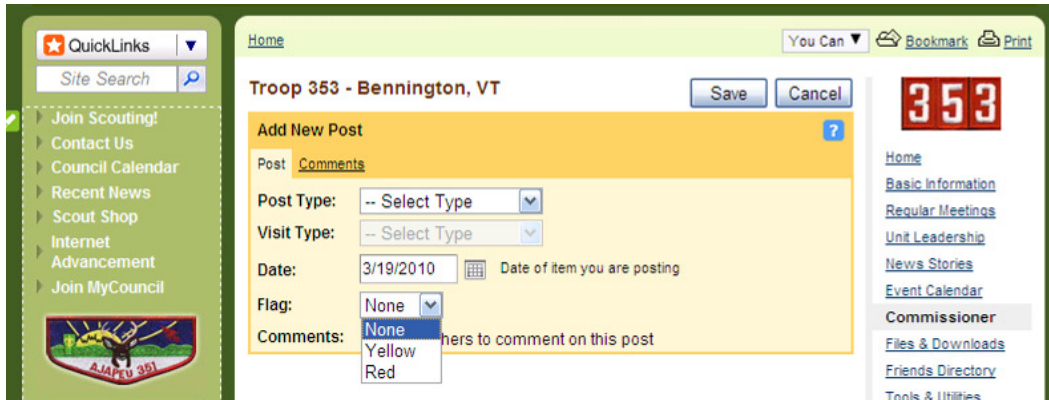 QuickLinks
Site Search
Join Scouting!
Contact Us
Council Calendar
Recent News
Scout Shop
Internet
Advancement
Join MyCouncil
AJAPEU 351
Home
You Can
Bookmark
Print
Troop 353 - Bennington, VT
Save
Cancel
Add New Post
?
Post
Comments
Post Type:
-- Select Type
Visit Type:
-- Select Type
Date:
3/19/2010
Date of item you are posting
Flag:
None
None
Yellow
Red
Comments:
hers to comment on this post
353
Home
Basic Information
Regular Meetings
Unit Leadership
News Stories
Event Calendar
Commissioner
Files & Downloads
Friends Directory
Tools & Utilities